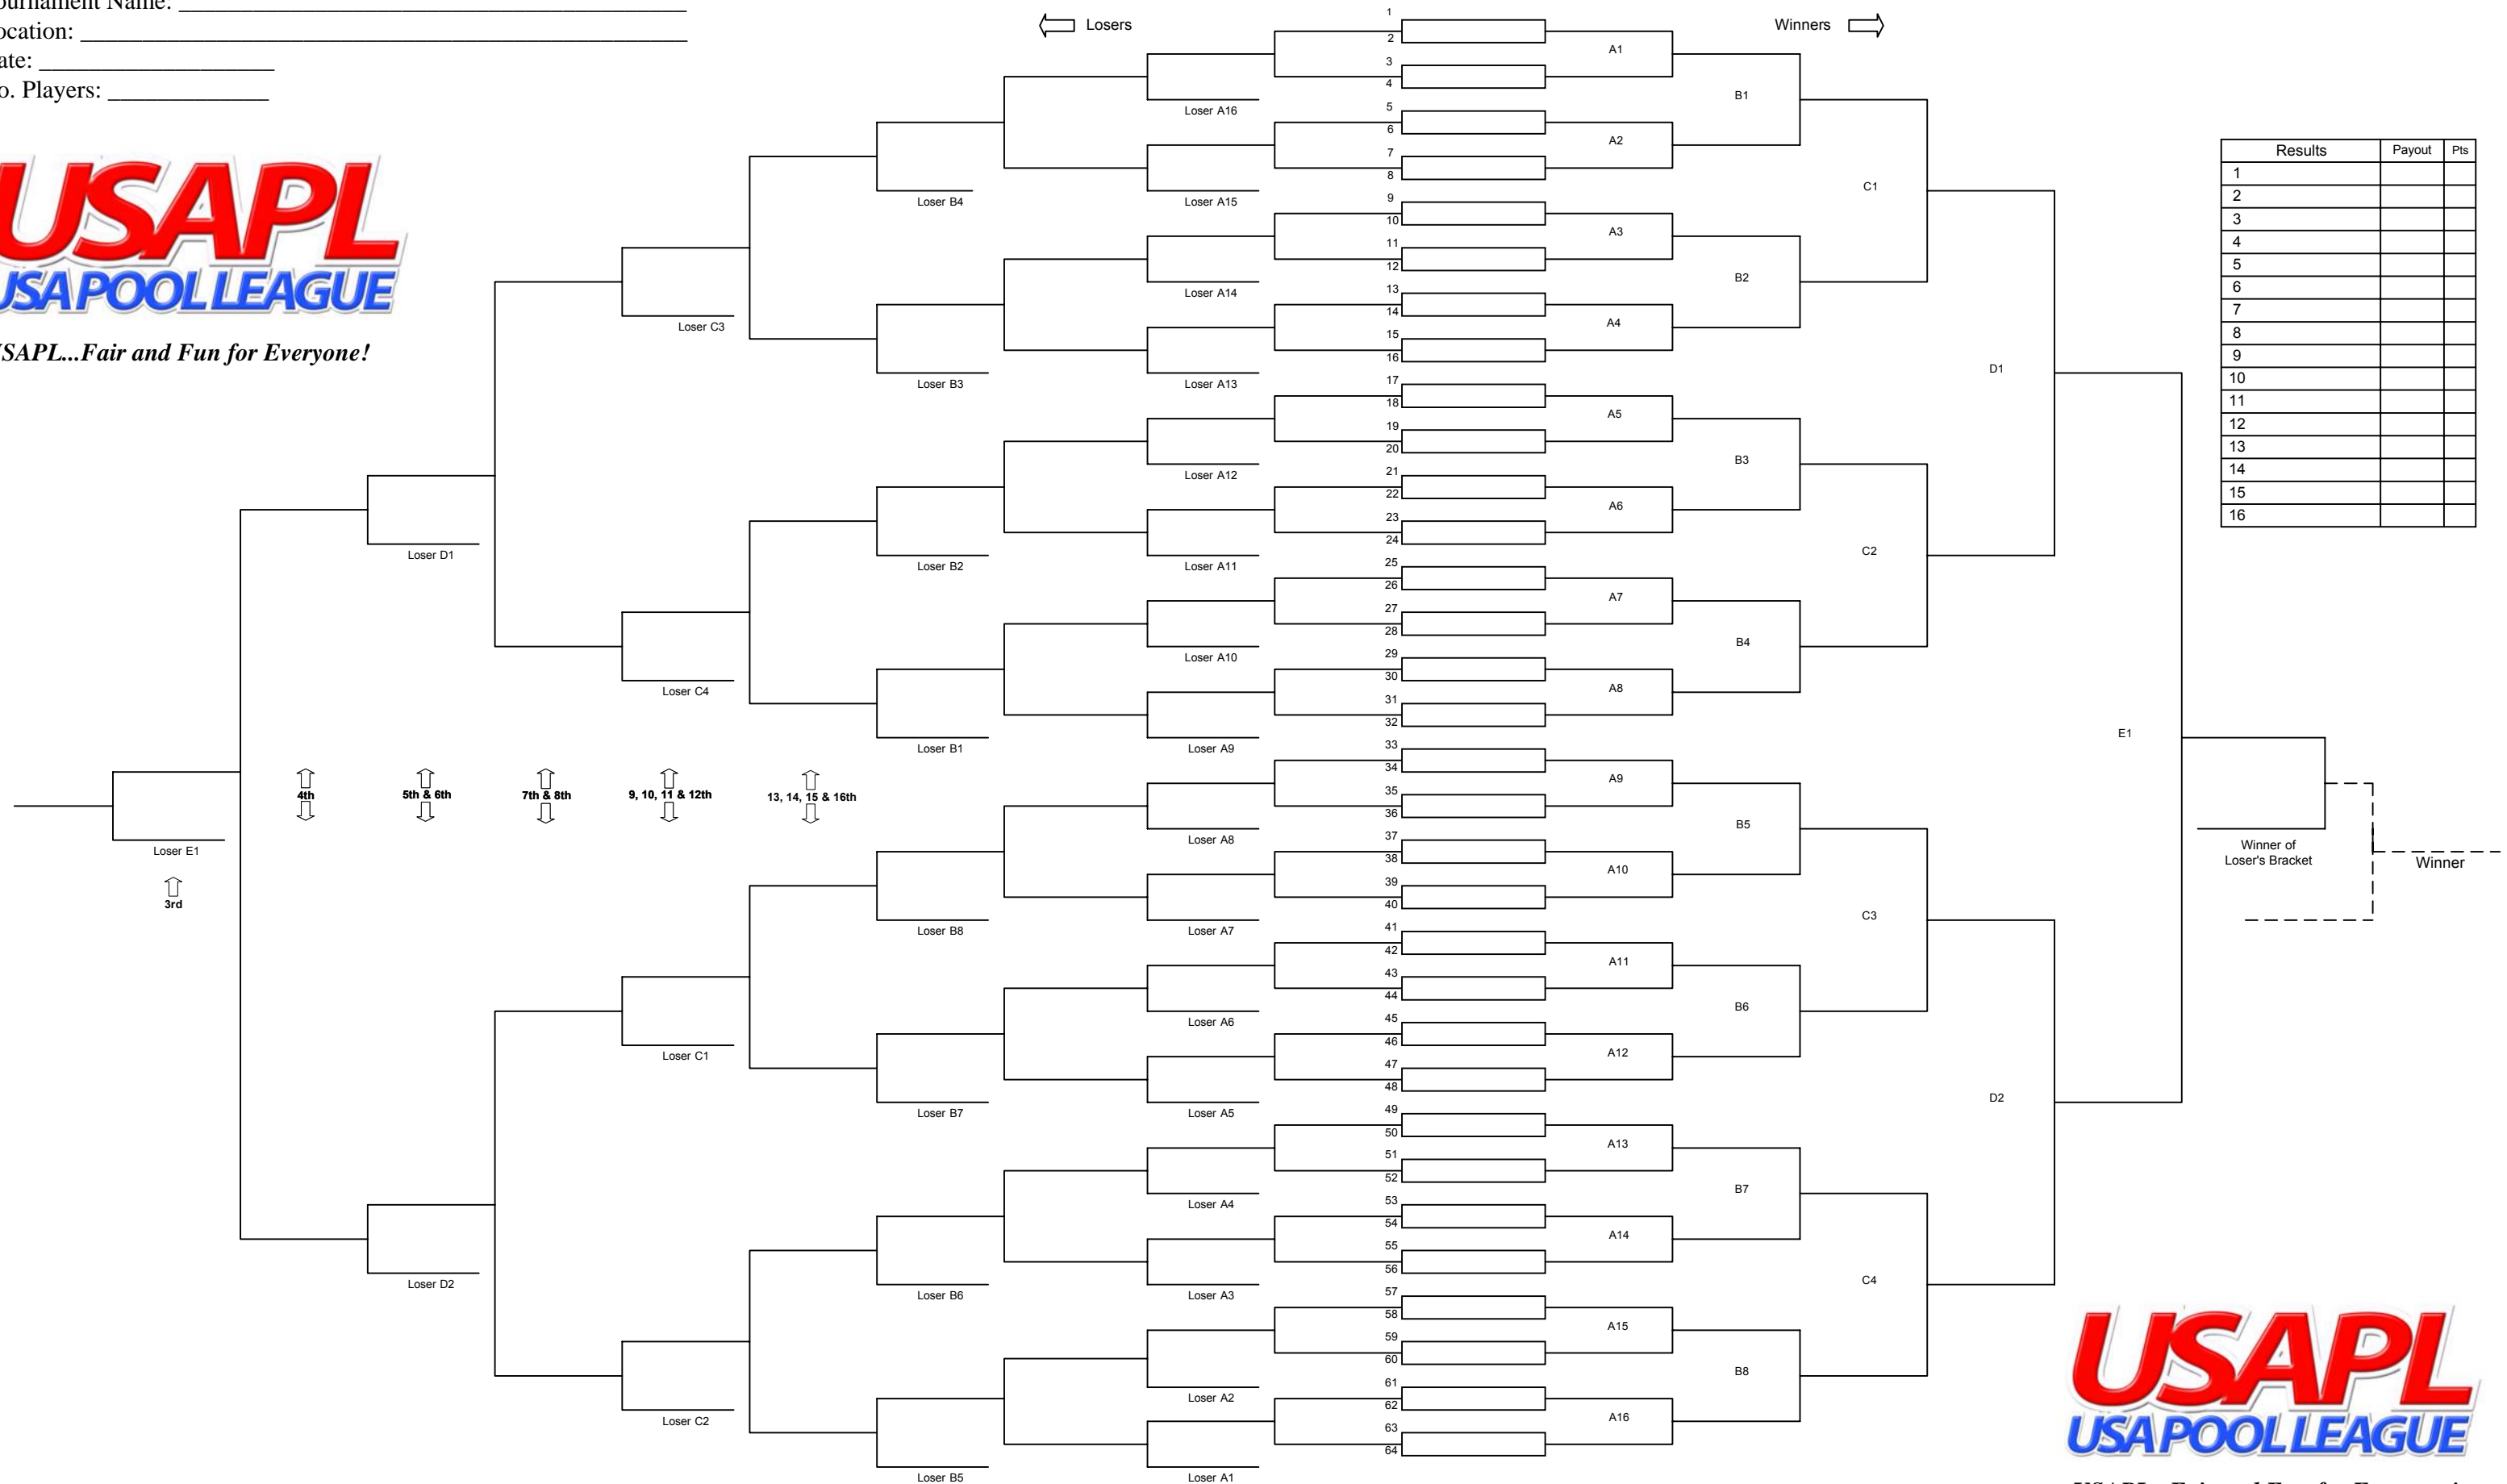 ournament Name: ______________________________________
ocation: ______________________________________________
ate: __________________
o. Players: ____________
USAPL
USA POOL LEAGUE
SAPL...Fair and Fun for Everyone!
Losers
Winners
1
2
3
4
5
6
7
8
9
10
11
12
13
14
15
16
17
18
19
20
21
22
23
24
25
26
27
28
29
30
31
32
33
34
35
36
37
38
39
40
41
42
43
44
45
46
47
48
49
50
51
52
53
54
55
56
57
58
59
60
61
62
63
64
A1
A2
A3
A4
A5
A6
A7
A8
A9
A10
A11
A12
A13
A14
A15
A16
B1
B2
B3
B4
B5
B6
B7
B8
C1
C2
C3
C4
D1
D2
E1
Loser A16
Loser A15
Loser A14
Loser A13
Loser A12
Loser A11
Loser A10
Loser A9
Loser A8
Loser A7
Loser A6
Loser A5
Loser A4
Loser A3
Loser A2
Loser A1
Loser B4
Loser B3
Loser B2
Loser B1
Loser B8
Loser B7
Loser B6
Loser B5
Loser C3
Loser C4
Loser C1
Loser C2
Loser D1
Loser D2
Loser E1
3rd
4th
5th & 6th
7th & 8th
9, 10, 11 & 12th
13, 14, 15 & 16th
Results Payout Pts
1
2
3
4
5
6
7
8
9
10
11
12
13
14
15
16
Winner of
Loser's Bracket
Winner
USAPL
USA POOL LEAGUE